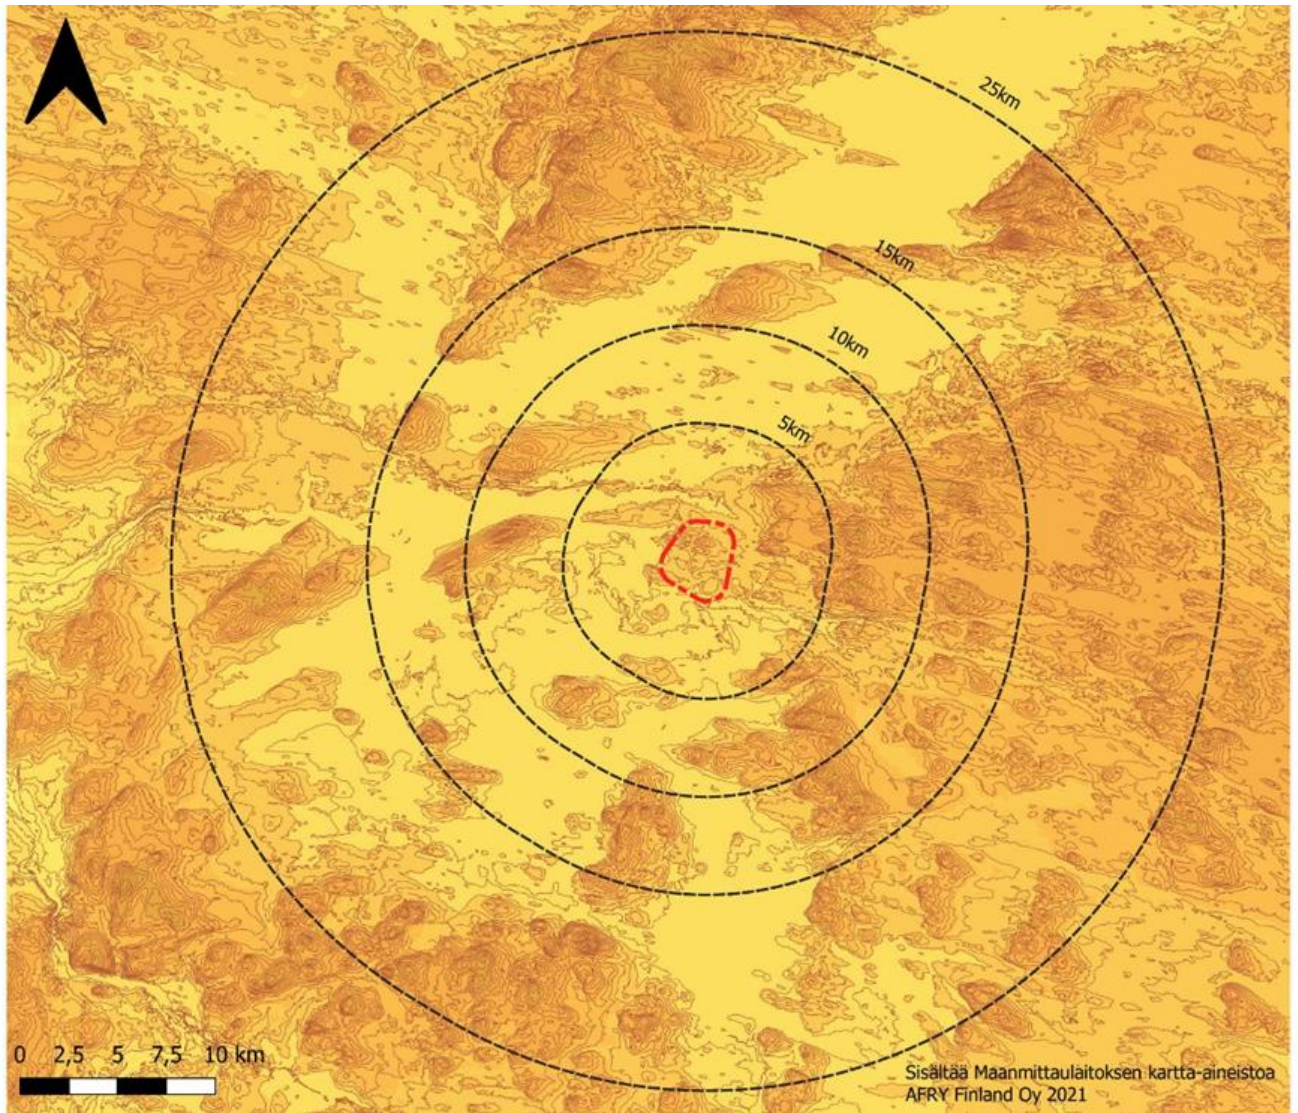 25km
15km
10km
5km
0 2,5 5 7,5 10 km
Sisältää Maanmittaulaitoksen kartta-aineistoa
AFRY Finland Oy 2021